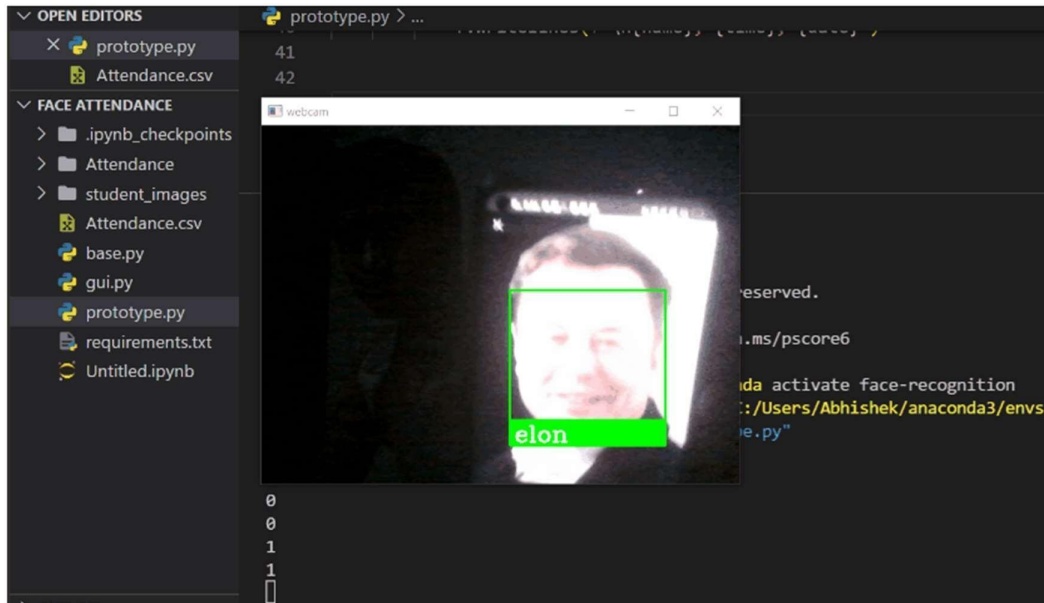 OPEN EDITORS
prototype.py
Attendance.csv
FACE ATTENDANCE
.ipynb_checkpoints
Attendance
student_images
Attendance.csv
base.py
gui.py
prototype.py
requirements.txt
Untitled.ipynb
prototype.py > ...
41
42
webcam
elon
eserved.
.ms/pscore6
nda activate face-recognition
:/Users/Abhishek/anaconda3/envs
e.py"
0
0
1
1